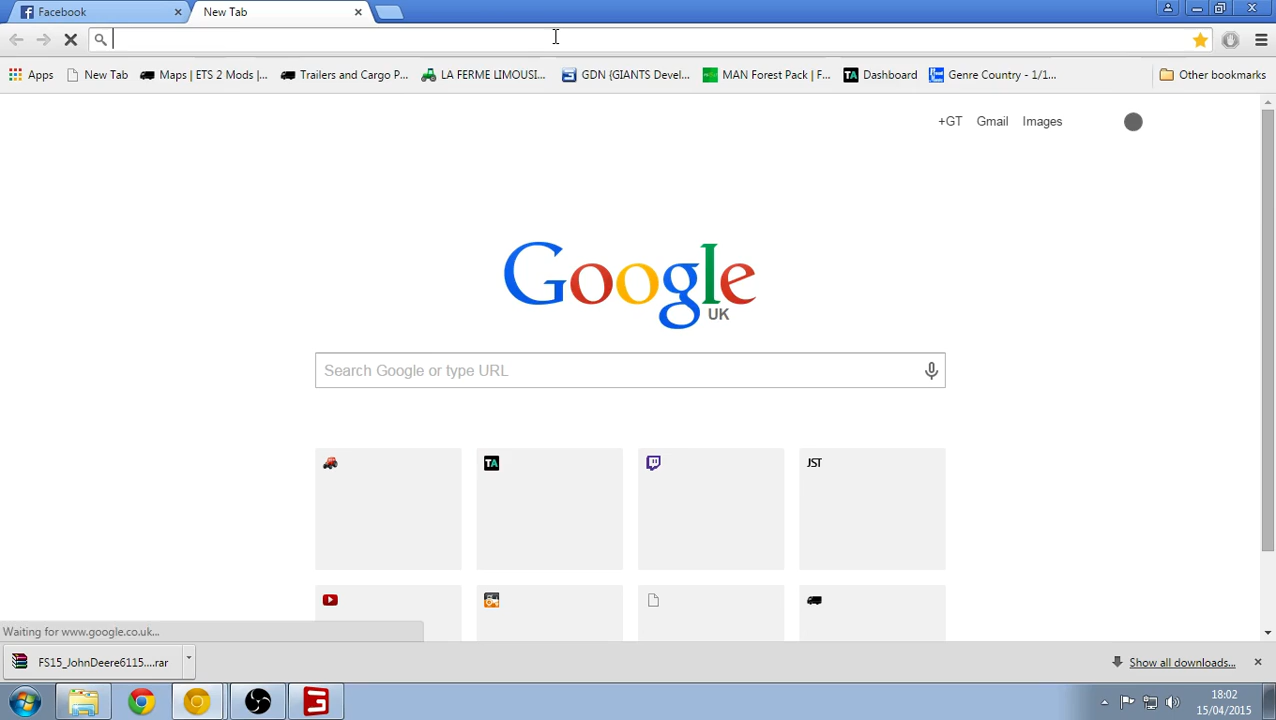 Facebook
New Tab
Apps
New Tab
Maps | ETS 2 Mods |...
Trailers and Cargo P...
LA FERME LIMOUSI...
GDN {GIANTS Devel...
MAN Forest Pack | F...
TA
Dashboard
Genre Country - 1/1...
Other bookmarks
+GT
Gmail
Images
Google
UK
Search Google or type URL
TA
JST
Waiting for www.google.co.uk...
FS15_JohnDeere6115....rar
Show all downloads...
18:02
15/04/2015